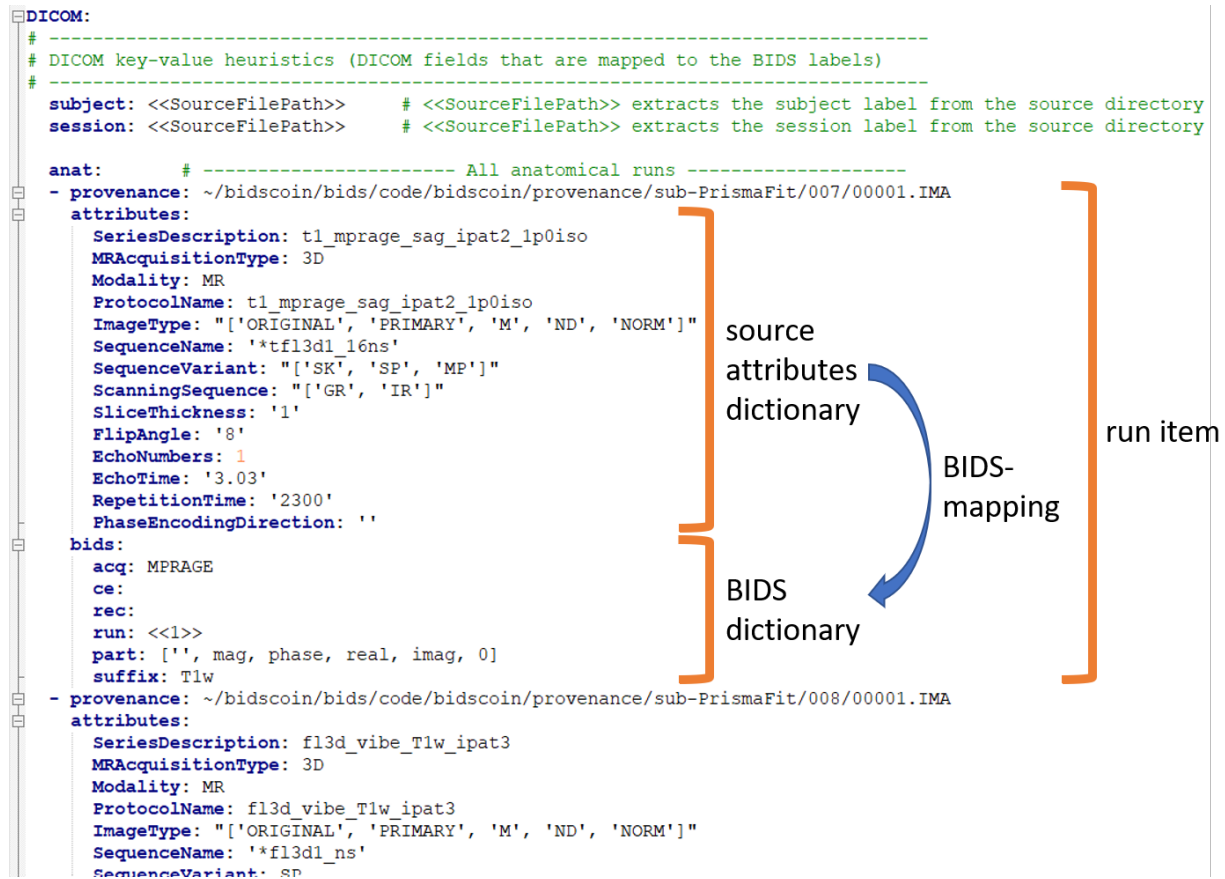 DICOM:
# --------------------------------------------------------------------------------
# DICOM key-value heuristics (DICOM fields that are mapped to the BIDS labels)
# --------------------------------------------------------------------------------
subject: <<SourceFilePath>>     # <<SourceFilePath>> extracts the subject label from the source directory
session: <<SourceFilePath>>     # <<SourceFilePath>> extracts the session label from the source directory
anat:       # ----------------------- All anatomical runs --------------------
- provenance: ~/bidscoin/bids/code/bidscoin/provenance/sub-PrismaFit/007/00001.IMA
attributes:
SeriesDescription: t1_mprage_sag_ipat2_1p0iso
MRAcquisitionType: 3D
Modality: MR
ProtocolName: t1_mprage_sag_ipat2_1p0iso
ImageType: "['ORIGINAL', 'PRIMARY', 'M', 'ND', 'NORM']"
SequenceName: '*tfl3d1_16ns'
SequenceVariant: "['SK', 'SP', 'MP']"
ScanningSequence: "['GR', 'IR']"
SliceThickness: '1'
FlipAngle: '8'
EchoNumbers: 1
EchoTime: '3.03'
RepetitionTime: '2300'
PhaseEncodingDirection: ''
source
attributes
dictionary
BIDS-
mapping
run item
bids:
acq: MPRAGE
ce:
rec:
run: <<1>>
part: ['', mag, phase, real, imag, 0]
suffix: T1w
BIDS
dictionary
- provenance: ~/bidscoin/bids/code/bidscoin/provenance/sub-PrismaFit/008/00001.IMA
attributes:
SeriesDescription: fl3d_vibe_T1w_ipat3
MRAcquisitionType: 3D
Modality: MR
ProtocolName: fl3d_vibe_T1w_ipat3
ImageType: "['ORIGINAL', 'PRIMARY', 'M', 'ND', 'NORM']"
SequenceName: '*fl3d1_ns'
SequenceVariant: SP